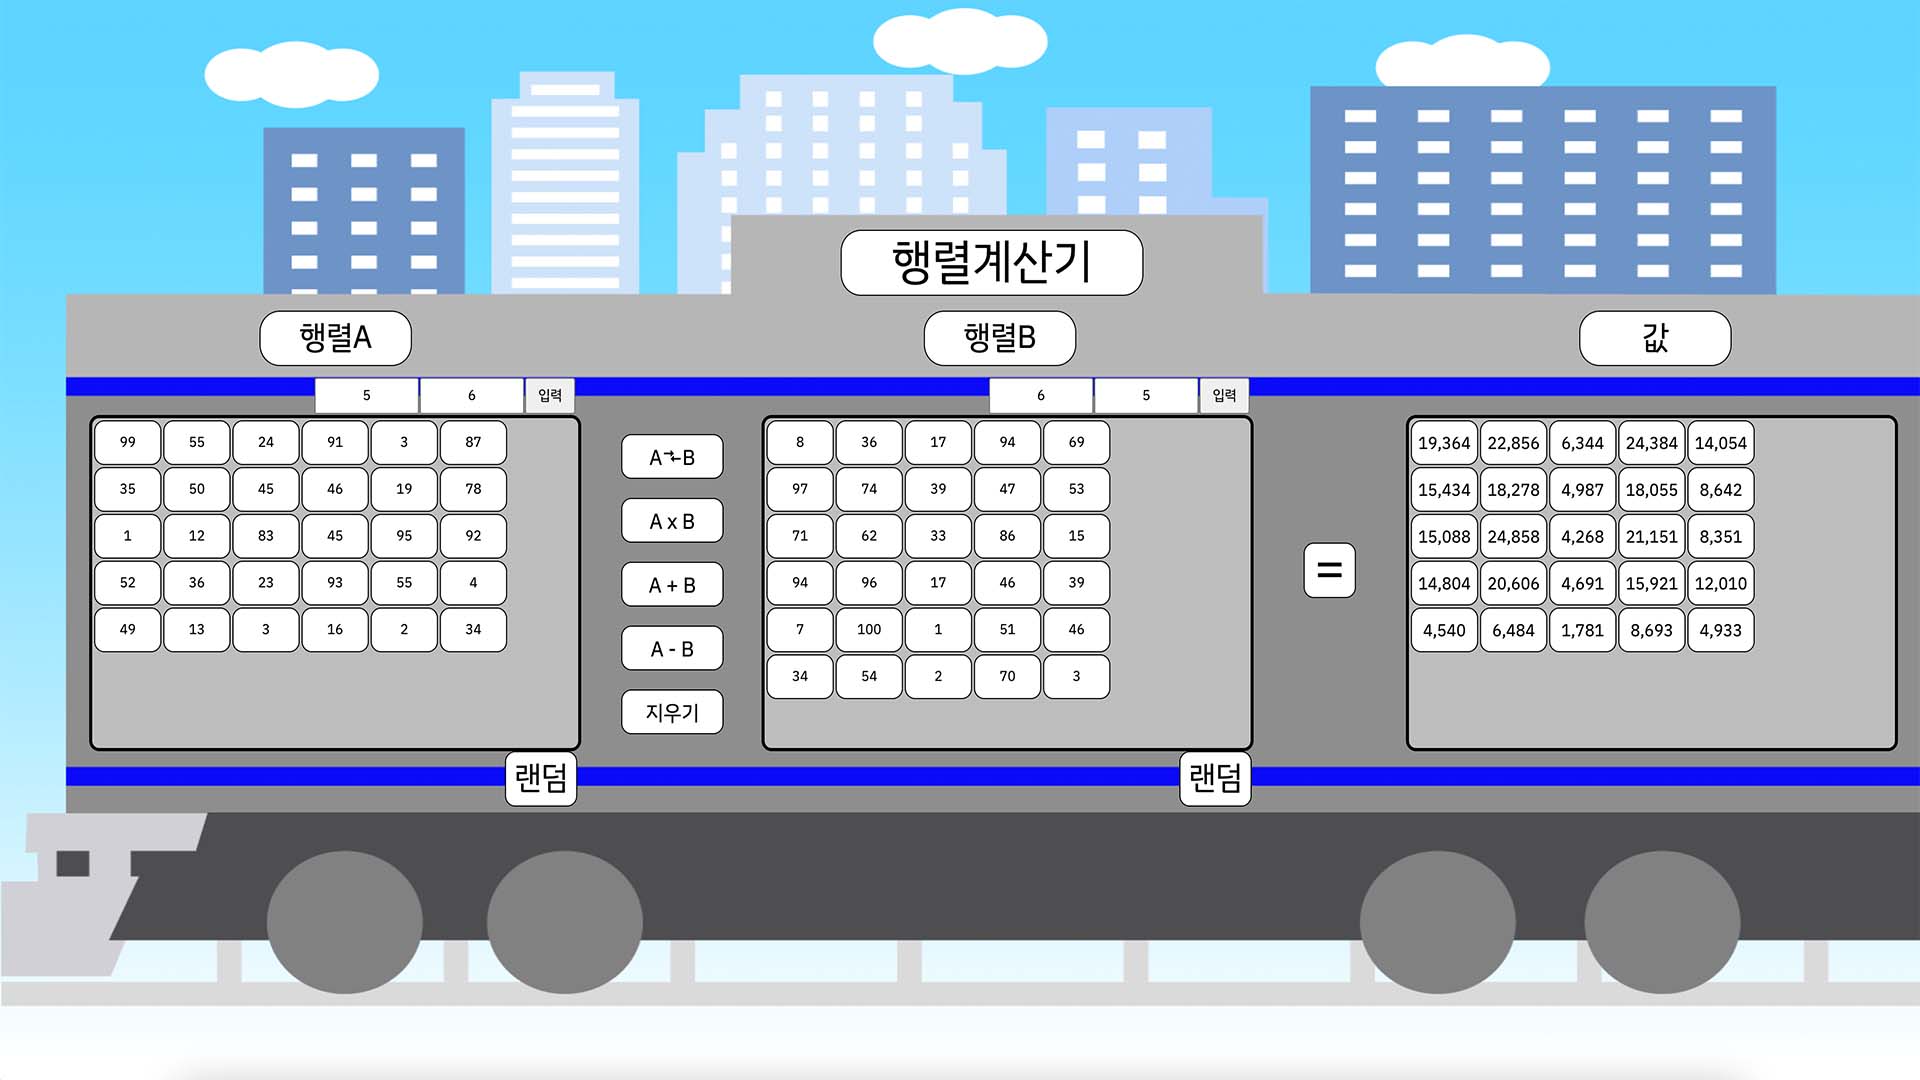 행렬계산기
행렬A
행렬B
값
5 6 입력
6 5 입력
99 55 24 91 3 87
35 50 45 46 19 78
1 12 83 45 95 92
52 36 23 93 55 4
49 13 3 16 2 34
A⇄B
A x B
A + B
A - B
지우기
8 36 17 94 69
97 74 39 47 53
71 62 33 86 15
94 96 17 46 39
7 100 1 51 46
34 54 2 70 3
=
19,364 22,856 6,344 24,384 14,054
15,434 18,278 4,987 18,055 8,642
15,088 24,858 4,268 21,151 8,351
14,804 20,606 4,691 15,921 12,010
4,540 6,484 1,781 8,693 4,933
랜덤
랜덤